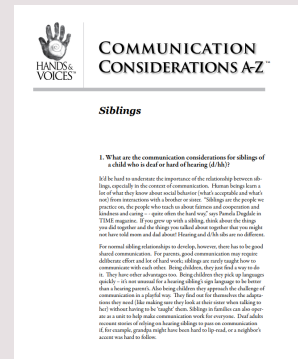 HANDS &
VOICES™
COMMUNICATION
CONSIDERATIONS A-Z™
Siblings
1. What are the communication considerations for siblings of
a child who is deaf or hard of hearing (d/hh)?
It'd be hard to understate the importance of the relationship between sib-
lings, especially in the context of communication. Human beings learn a
lot of what they know about social behavior (what's acceptable and what's
not) from interactions with a brother or sister. "Siblings are the people we
practice on, the people who teach us about fairness and cooperation and
kindness and caring - - quite often the hard way," says Pamela Dugdale in
TIME magazine. If you grew up with a sibling, think about the things
you did together and the things you talked about together that you might
not have told mom and dad about! Hearing and d/hh sibs are no different.
For normal sibling relationships to develop, however, there has to be good
shared communication. For parents, good communication may require
deliberate effort and lot of hard work; siblings are rarely taught how to
communicate with each other. Being children, they just find a way to do
it. They have other advantages too. Being children they pick up languages
quickly – it's not unusual for a hearing sibling's sign language to be better
than a hearing parent's. Also being children they approach the challenge of
communication in a playful way. They find out for themselves the adapta-
tions they need (like making sure they look at their sister when talking to
her) without having to be 'taught' them. Siblings in families can also oper-
ate as a unit to help make communication work for everyone. Deaf adults
recount stories of relying on hearing siblings to pass on communication
if, for example, grandpa might have been hard to lip-read, or a neighbor's
accent was hard to follow.